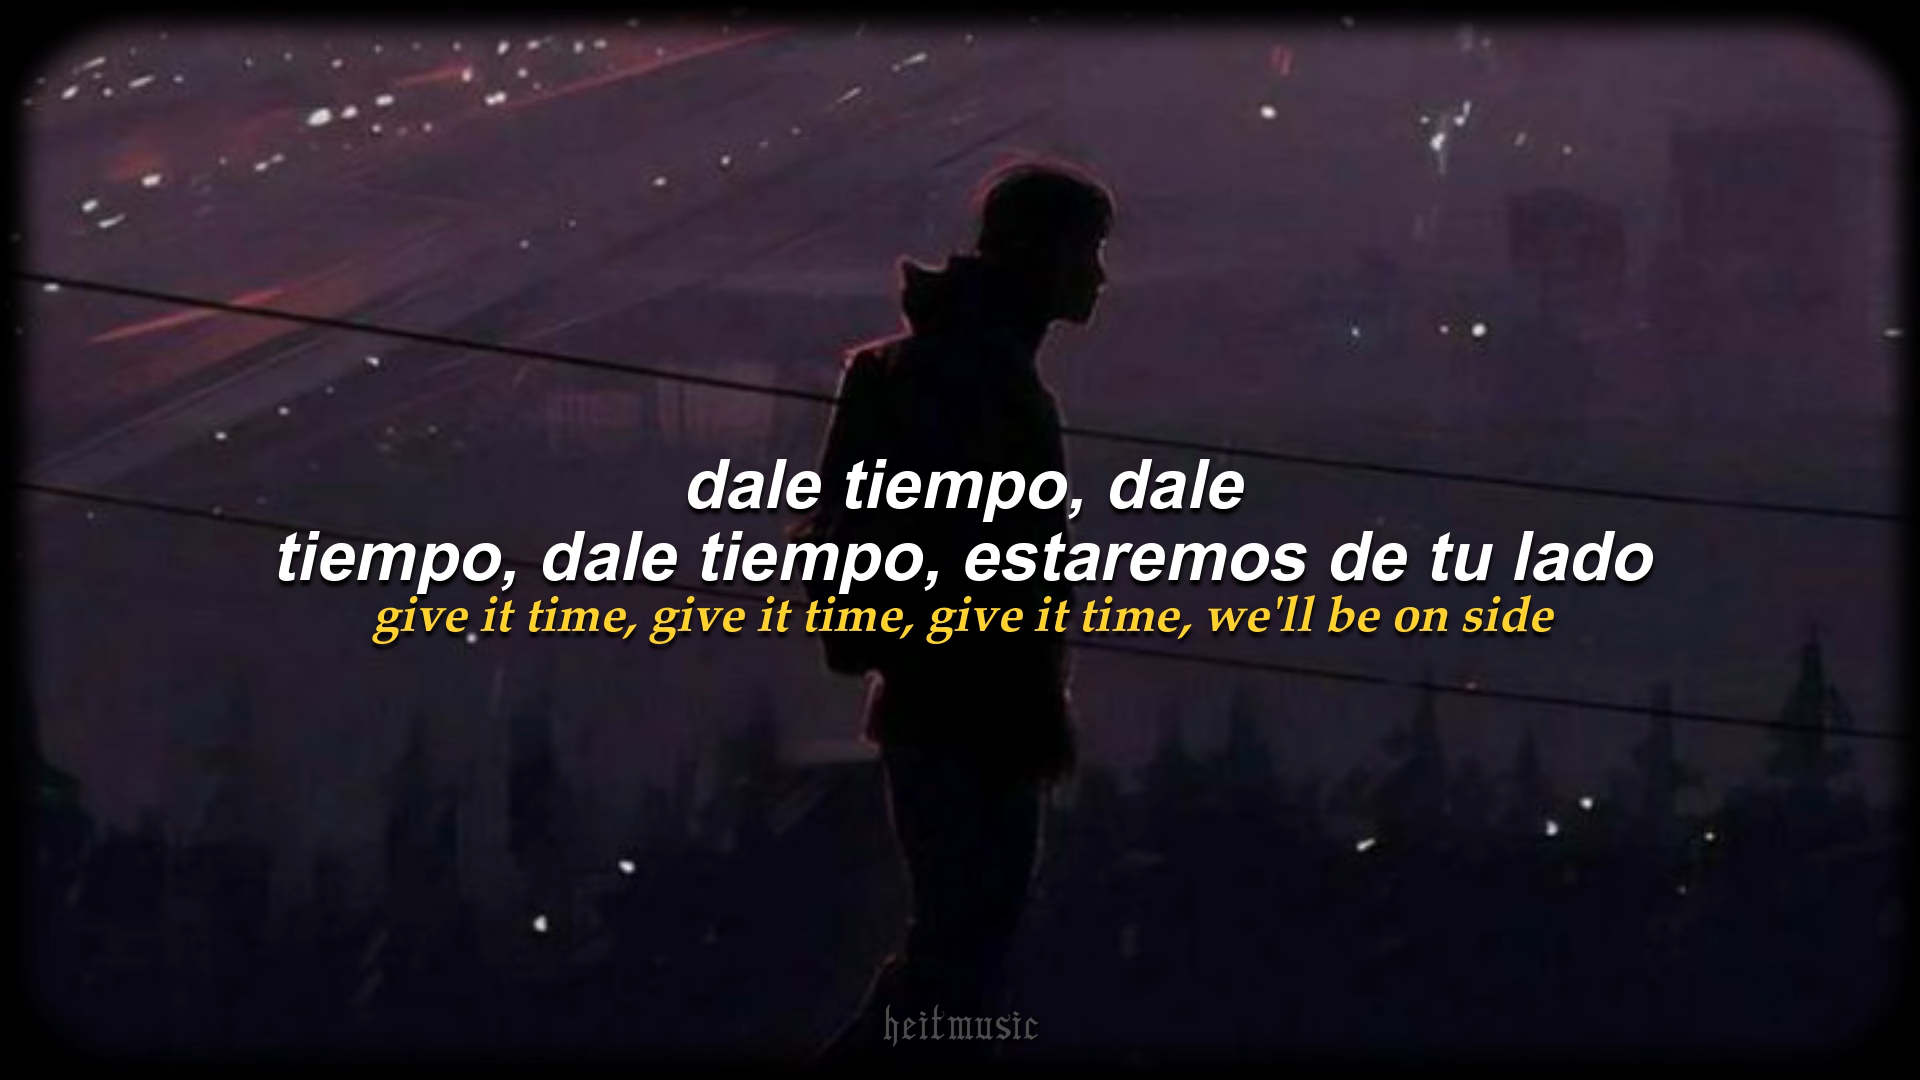 dale tiempo, dale
tiempo, dale tiempo, estaremos de tu lado
give it time, give it time, give it time, we'll be on side
heitmusic